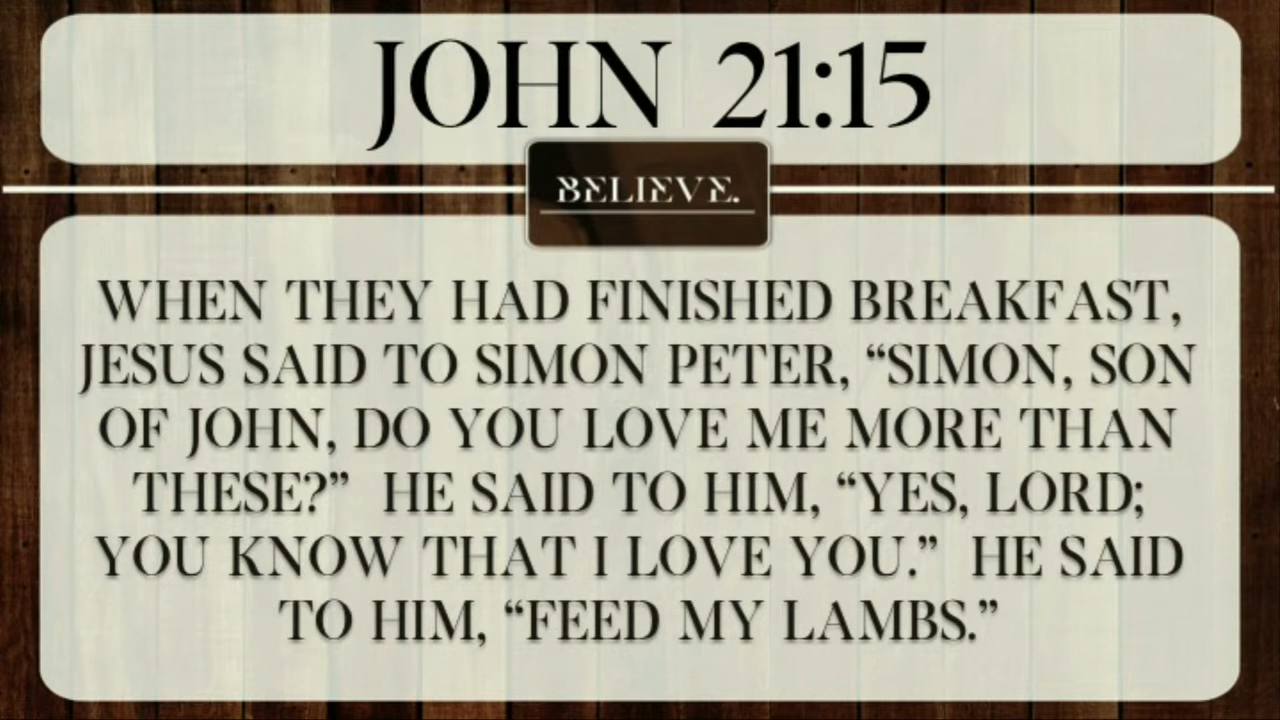 JOHN 21:15
BELIEVE.
WHEN THEY HAD FINISHED BREAKFAST,
JESUS SAID TO SIMON PETER, “SIMON, SON
OF JOHN, DO YOU LOVE ME MORE THAN
THESE?”  HE SAID TO HIM, “YES, LORD;
YOU KNOW THAT I LOVE YOU.”  HE SAID
TO HIM, “FEED MY LAMBS.”